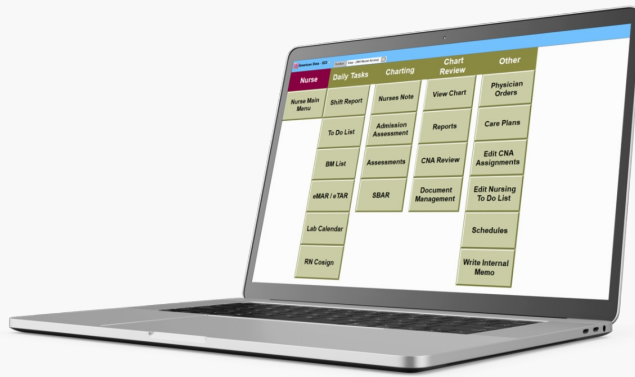 Nurse
Daily Tasks
Charting
Chart
Review
Other
Nurse Main
Menu
Shift Report
Nurses Note
View Chart
Physician
Orders
To Do List
Admission
Assessment
Reports
Care Plans
BM List
Assessments
CNA Review
Edit CNA
Assignments
eMAR / eTAR
SBAR
Document
Management
Edit Nursing
To Do List
Lab Calendar
Schedules
RN Cosign
Write Internal
Memo